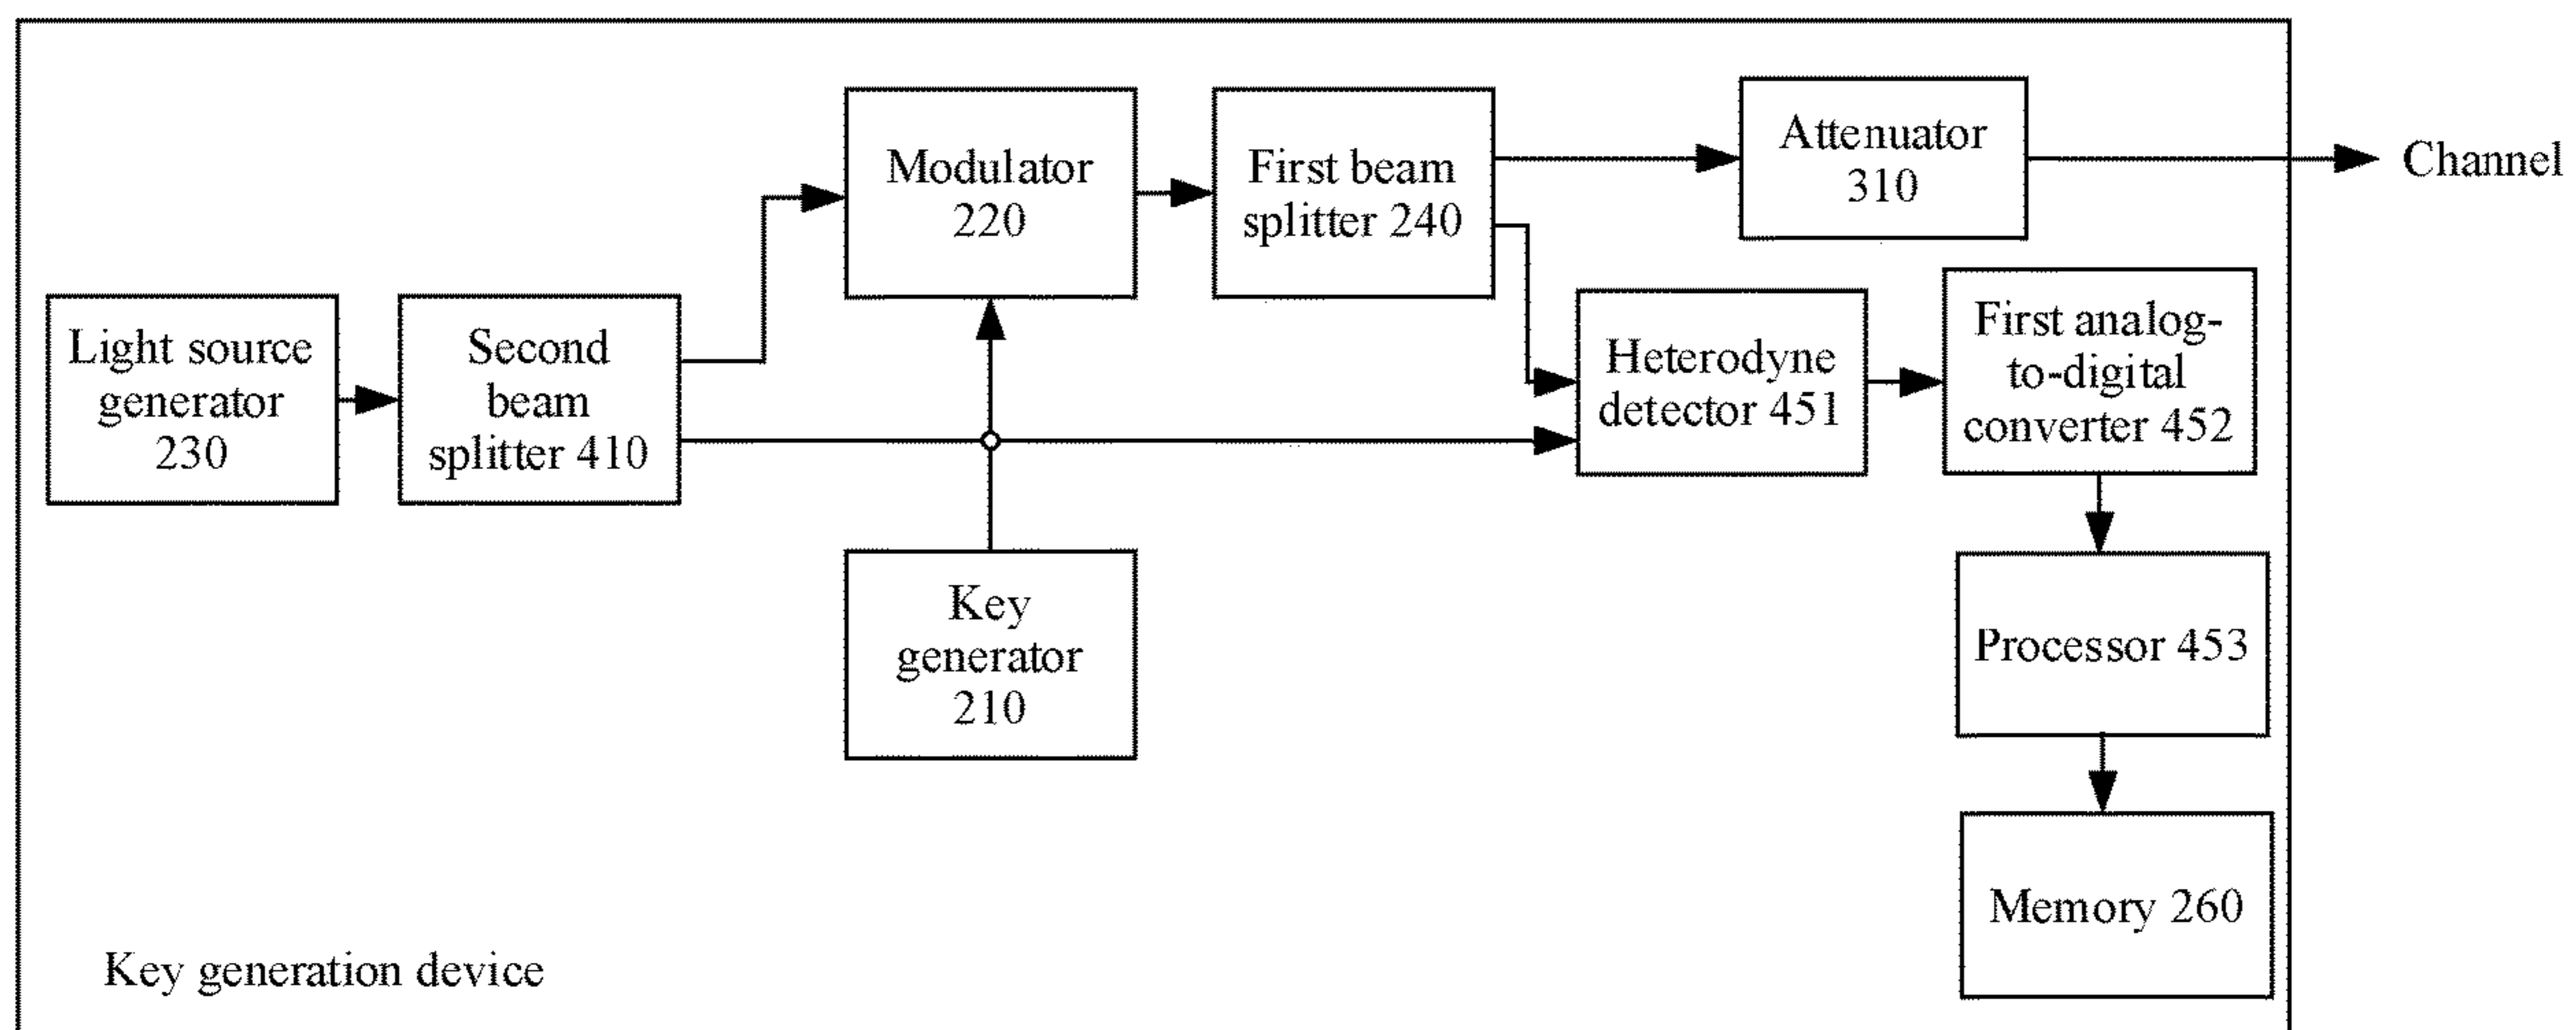 Modulator
220
First beam
splitter 240
Attenuator
310
Channel
Light source
generator
230
Second
beam
splitter 410
Heterodyne
detector 451
First analog-
to-digital
converter 452
Key
generator
210
Processor 453
Memory 260
Key generation device